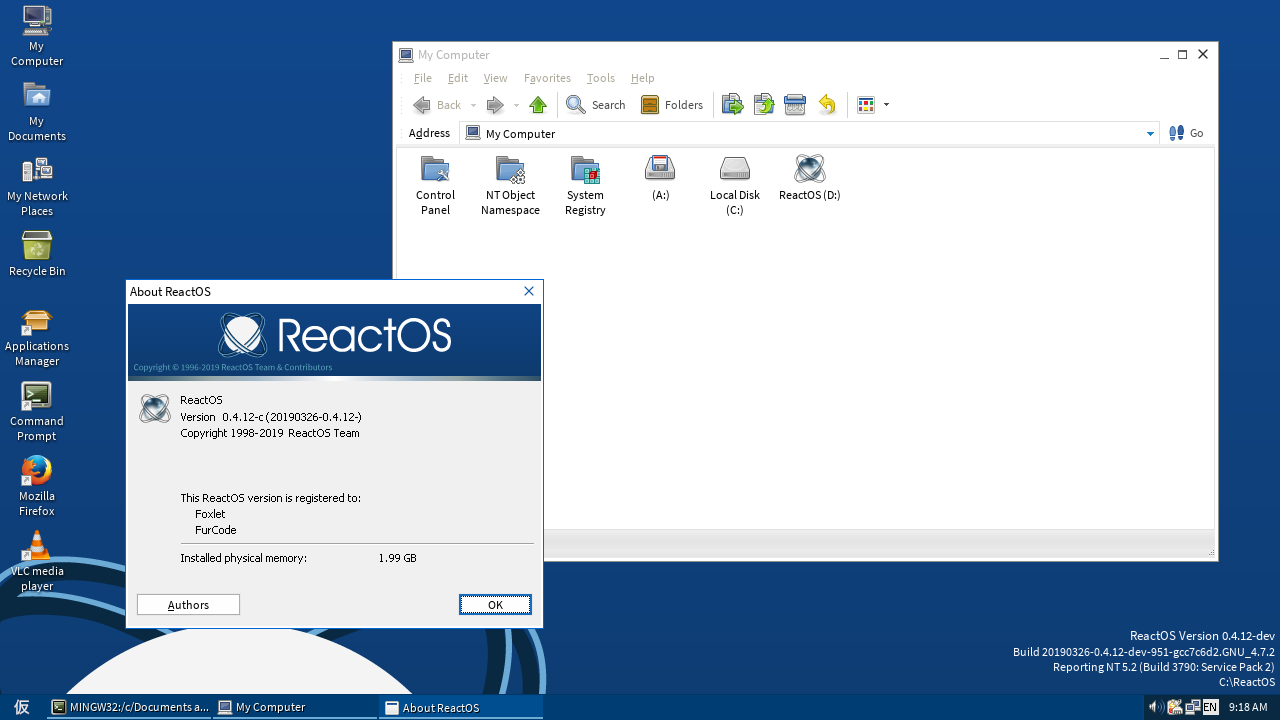 My
Computer
My
Documents
My Network
Places
Recycle Bin
Applications
Manager
Command
Prompt
Mozilla
Firefox
VLC media
player
My Computer
File Edit View Favorites Tools Help
Back Search Folders
Address My Computer Go
Control
Panel
NT Object
Namespace
System
Registry
(A:)
Local Disk
(C:)
ReactOS (D:)
About ReactOS
ReactOS
Copyright © 1996-2019 ReactOS Team & Contributors
ReactOS
Version 0.4.12-c (20190326-0.4.12-)
Copyright 1998-2019 ReactOS Team
This ReactOS version is registered to:
Foxlet
FurCode
Installed physical memory: 1.99 GB
Authors OK
ReactOS Version 0.4.12-dev
Build 20190326-0.4.12-dev-951-gcc7c6d2.GNU_4.7.2
Reporting NT 5.2 (Build 3790: Service Pack 2)
C:\ReactOS
仮 MINGW32:/c/Documents a... My Computer About ReactOS EN 9:18 AM